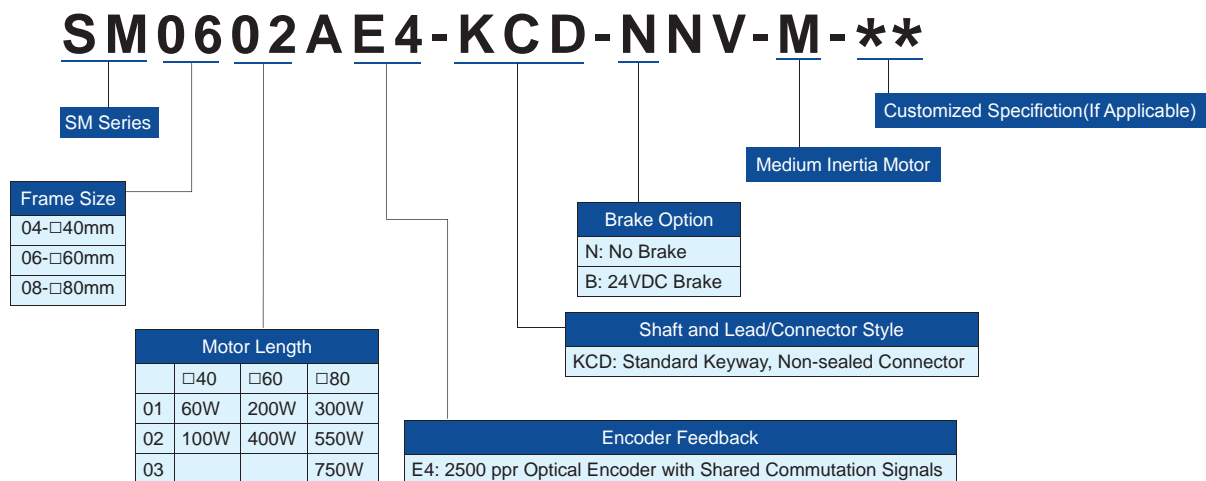 SM0602AE4-KCD-NNV-M-**
SM Series
Customized Specifiction(If Applicable)
Medium Inertia Motor
Frame Size
04-□40mm
06-□60mm
08-□80mm
Brake Option
N: No Brake
B: 24VDC Brake
Shaft and Lead/Connector Style
KCD: Standard Keyway, Non-sealed Connector
Motor Length
□40 □60 □80
01 60W 200W 300W
02 100W 400W 550W
03 750W
Encoder Feedback
E4: 2500 ppr Optical Encoder with Shared Commutation Signals